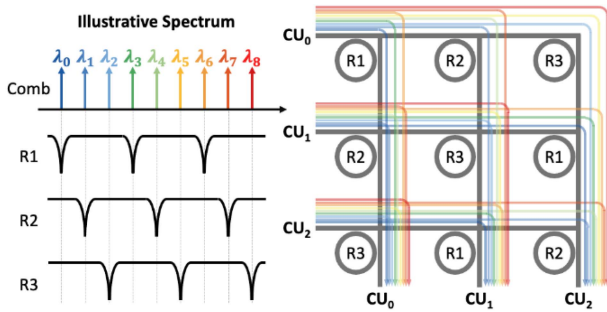 Illustrative Spectrum
λ0 λ1 λ2 λ3 λ4 λ5 λ6 λ7 λ8
Comb
R1
R2
R3
CU0
R1 R2 R3
CU1
R2 R3 R1
CU2
R3 R1 R2
CU0 CU1 CU2